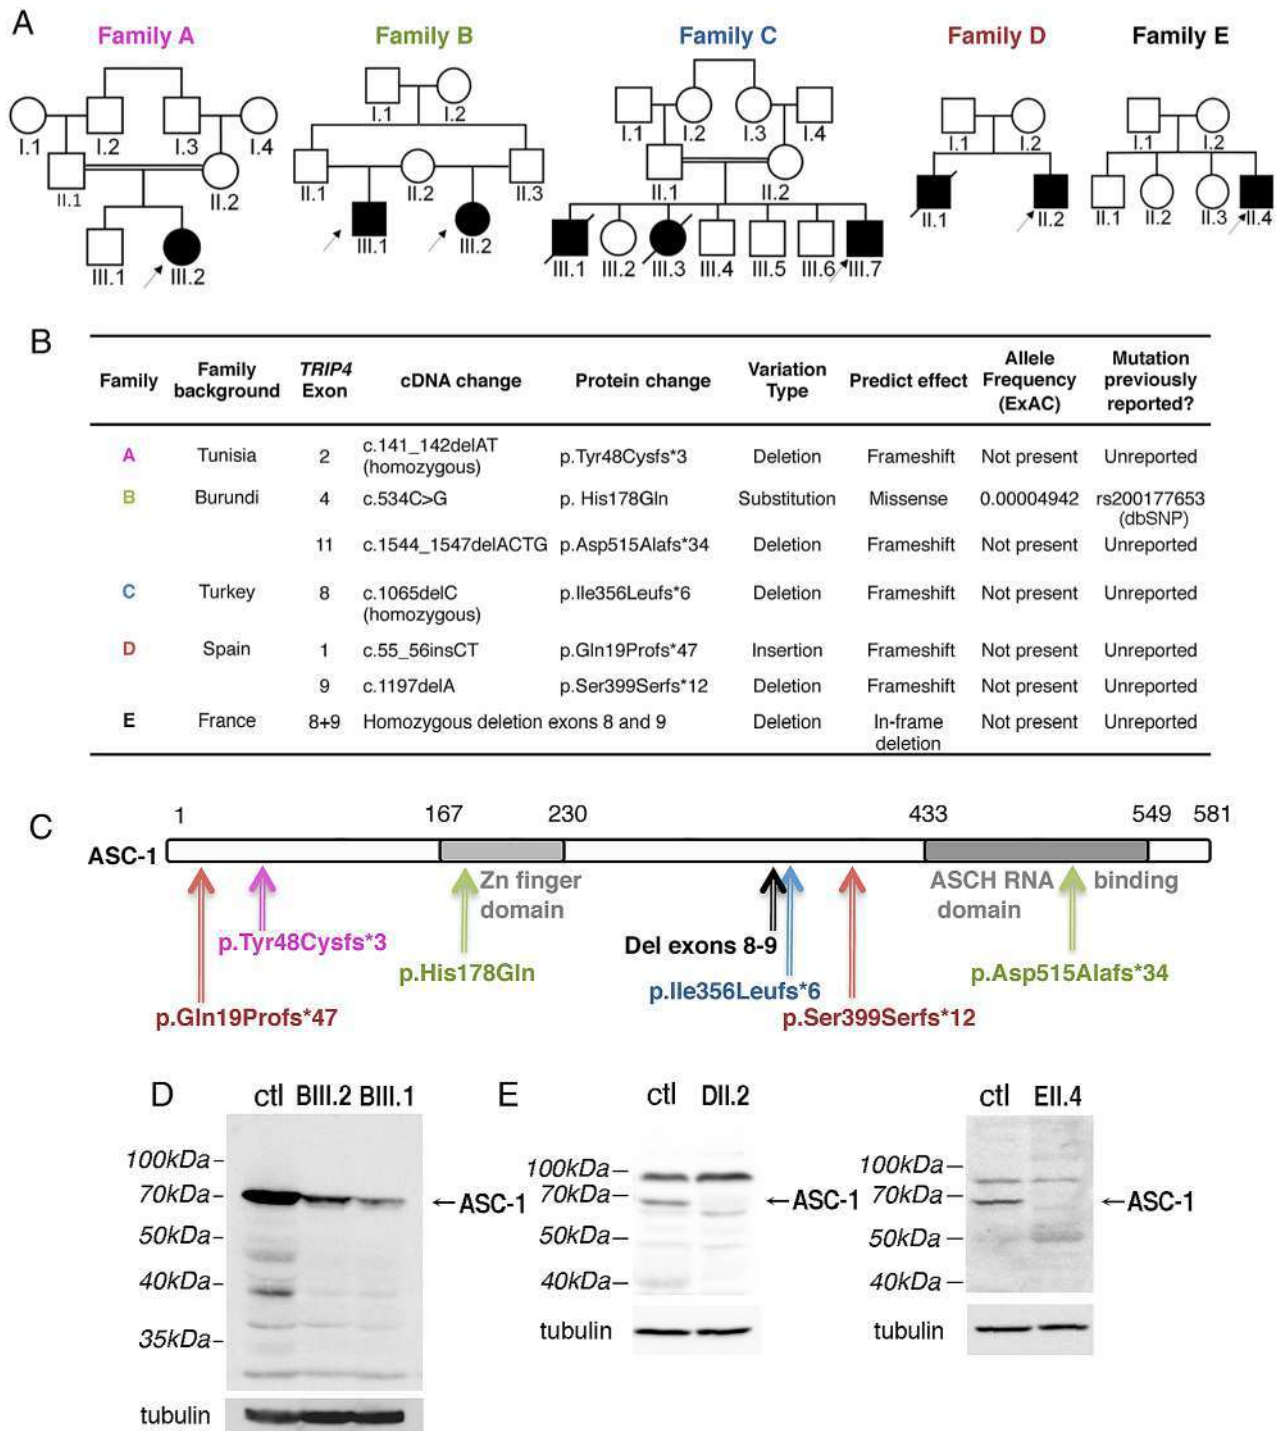 A
Family A
Family B
Family C
Family D
Family E
I.1 I.2 I.3 I.4
II.1 II.2
III.1 III.2
I.1 I.2
II.1 II.2 II.3
III.1 III.2
I.1 I.2 I.3 I.4
II.1 II.2
III.1 III.2 III.3 III.4 III.5 III.6 III.7
I.1 I.2
II.1 II.2
I.1 I.2
II.1 II.2 II.3 II.4
B
Family Family background TRIP4 Exon cDNA change Protein change Variation Type Predict effect Allele Frequency (ExAC) Mutation previously reported?
A Tunisia 2 c.141_142delAT (homozygous) p.Tyr48Cysfs*3 Deletion Frameshift Not present Unreported
B Burundi 4 c.534C>G p. His178Gln Substitution Missense 0.00004942 rs200177653 (dbSNP)
11 c.1544_1547delACTG p.Asp515Alafs*34 Deletion Frameshift Not present Unreported
C Turkey 8 c.1065delC (homozygous) p.Ile356Leufs*6 Deletion Frameshift Not present Unreported
D Spain 1 c.55_56insCT p.Gln19Profs*47 Insertion Frameshift Not present Unreported
9 c.1197delA p.Ser399Serfs*12 Deletion Frameshift Not present Unreported
E France 8+9 Homozygous deletion exons 8 and 9 Deletion In-frame deletion Not present Unreported
C
1 167 230 433 549 581
ASC-1
Zn finger
domain
ASCH RNA binding
domain
p.Tyr48Cysfs*3
Del exons 8-9
p.His178Gln
p.Asp515Alafs*34
p.Ile356Leufs*6
p.Gln19Profs*47
p.Ser399Serfs*12
D
ctl BIII.2 BIII.1
100kDa
70kDa
50kDa
40kDa
35kDa
←ASC-1
tubulin
E
ctl DII.2
100kDa
70kDa
50kDa
40kDa
←ASC-1
tubulin
ctl EII.4
100kDa
70kDa
50kDa
40kDa
←ASC-1
tubulin